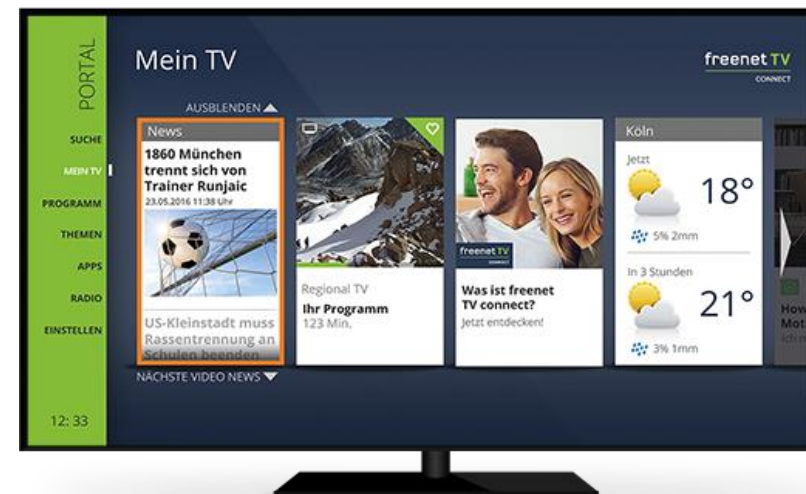 PORTAL
SUCHE
MEIN TV
PROGRAMM
THEMEN
APPS
RADIO
EINSTELLEN
12:33
Mein TV
freenet TV
CONNECT
AUSBLENDEN
News
1860 München
trennt sich von
Trainer Runjaic
23.05.2016 11:38 Uhr
US-Kleinstadt muss
Rassentrennung an
Schulen beenden
NÄCHSTE VIDEO NEWS
Regional TV
Ihr Programm
123 Min.
freenet TV
CONNECT
Was ist freenet
TV connect?
Jetzt entdecken!
Köln
Jetzt
18°
5% 2mm
In 3 Stunden
21°
3% 1mm
How